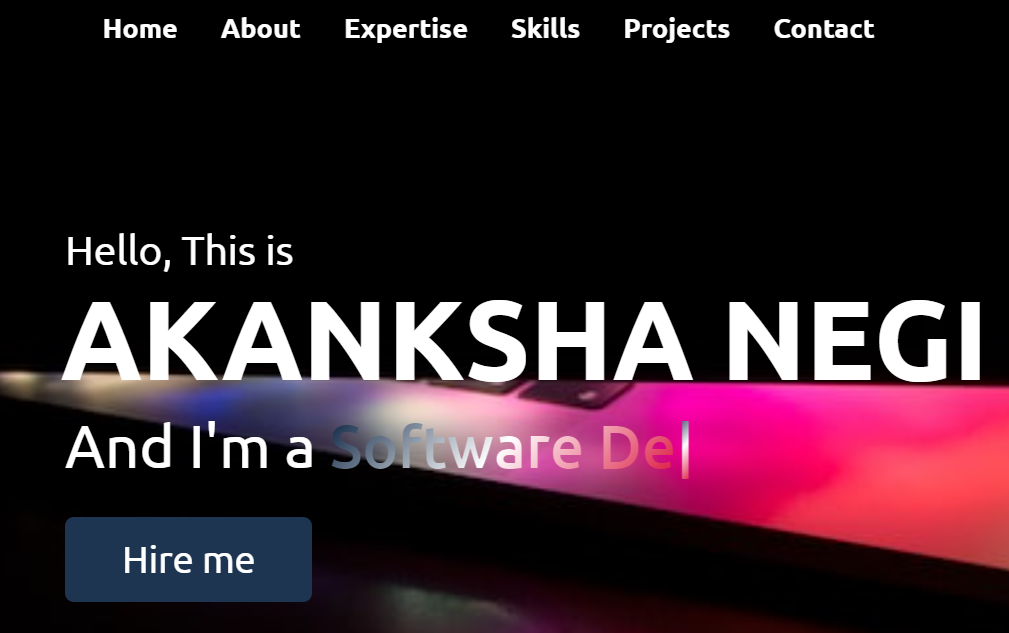 Home About Expertise Skills Projects Contact
Hello, This is
AKANKSHA NEGI
And I'm a Software De
Hire me